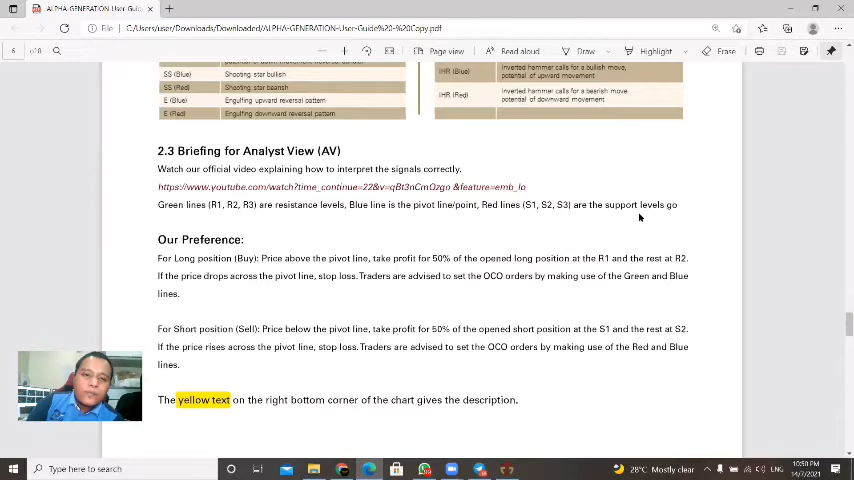 ALPHA-GENERATION-User-Guide
File
C:/Users/user/Downloads/Downloaded/ALPHA-GENERATION-User-Guide%20-%20Copy.pdf
6 of 18
Page view
Read aloud
Draw
Highlight
Erase
SS (Blue) Shooting star bullish
SS (Red) Shooting star bearish
E (Blue) Engulfing upward reversal pattern
E (Red) Engulfing downward reversal pattern
IHR (Blue) Inverted hammer calls for a bullish move, potential of upward movement
IHR (Red) Inverted hammer calls for a bearish move, potential of downward movement
2.3 Briefing for Analyst View (AV)
Watch our official video explaining how to interpret the signals correctly.
https://www.youtube.com/watch?time_continue=22&v=qBt3nCmOzgo &feature=emb_lo
Green lines (R1, R2, R3) are resistance levels, Blue line is the pivot line/point, Red lines (S1, S2, S3) are the support levels go
Our Preference:
For Long position (Buy): Price above the pivot line, take profit for 50% of the opened long position at the R1 and the rest at R2.
If the price drops across the pivot line, stop loss. Traders are advised to set the OCO orders by making use of the Green and Blue
lines.
For Short position (Sell): Price below the pivot line, take profit for 50% of the opened short position at the S1 and the rest at S2.
If the price rises across the pivot line, stop loss. Traders are advised to set the OCO orders by making use of the Red and Blue
lines.
The yellow text on the right bottom corner of the chart gives the description.
Type here to search
28°C Mostly clear
10:50 PM
14/7/2021